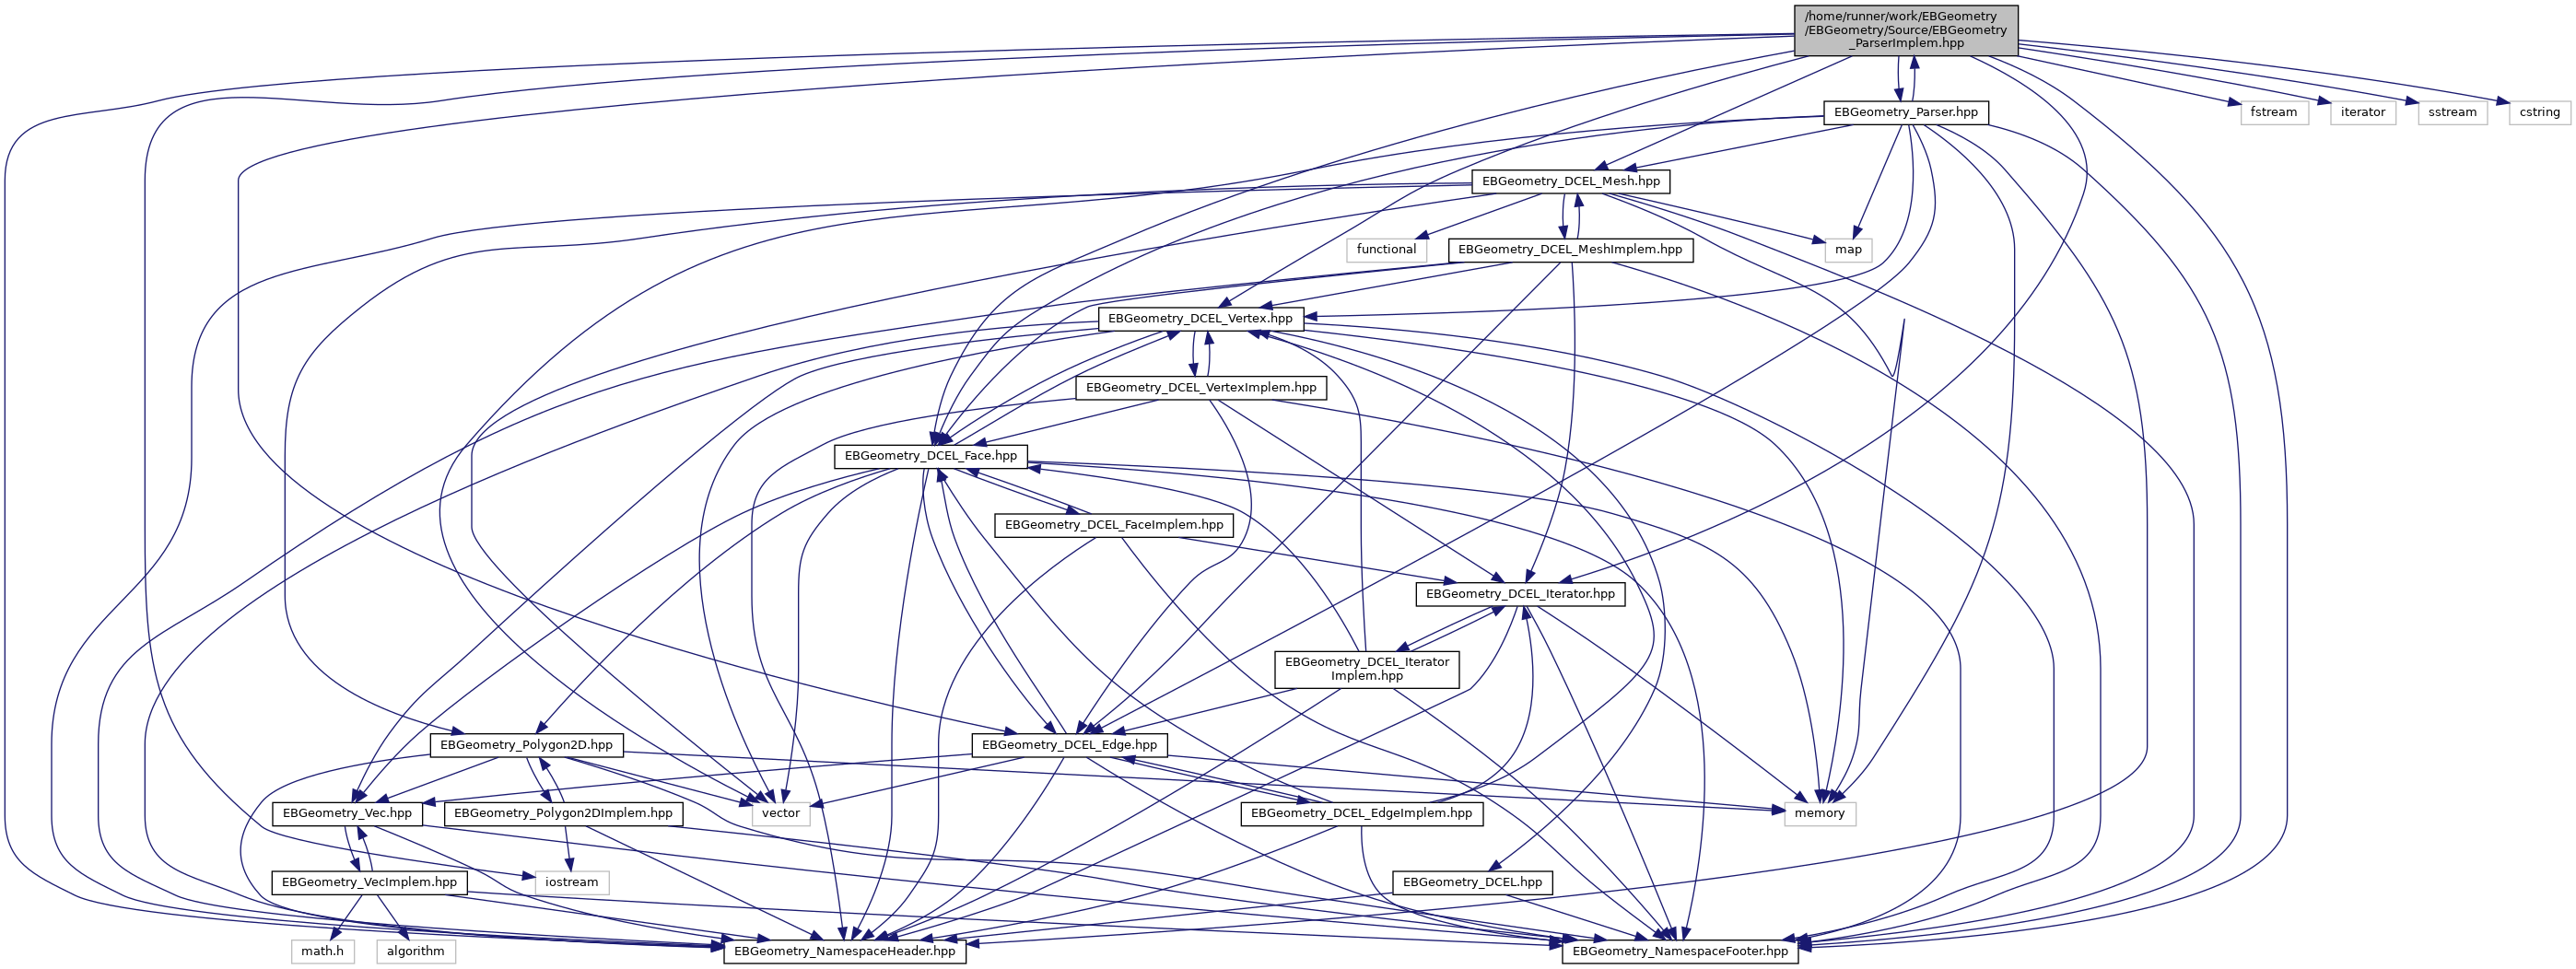 /home/runner/work/EBGeometry
/EBGeometry/Source/EBGeometry
_ParserImplem.hpp
EBGeometry_Parser.hpp
fstream
iterator
sstream
cstring
EBGeometry_DCEL_Mesh.hpp
functional
EBGeometry_DCEL_MeshImplem.hpp
map
EBGeometry_DCEL_Vertex.hpp
EBGeometry_DCEL_VertexImplem.hpp
EBGeometry_DCEL_Face.hpp
EBGeometry_DCEL_FaceImplem.hpp
EBGeometry_DCEL_Iterator.hpp
EBGeometry_DCEL_Iterator
Implem.hpp
EBGeometry_Polygon2D.hpp
EBGeometry_DCEL_Edge.hpp
EBGeometry_Vec.hpp
EBGeometry_Polygon2DImplem.hpp
vector
EBGeometry_DCEL_EdgeImplem.hpp
memory
EBGeometry_VecImplem.hpp
iostream
EBGeometry_DCEL.hpp
math.h
algorithm
EBGeometry_NamespaceHeader.hpp
EBGeometry_NamespaceFooter.hpp